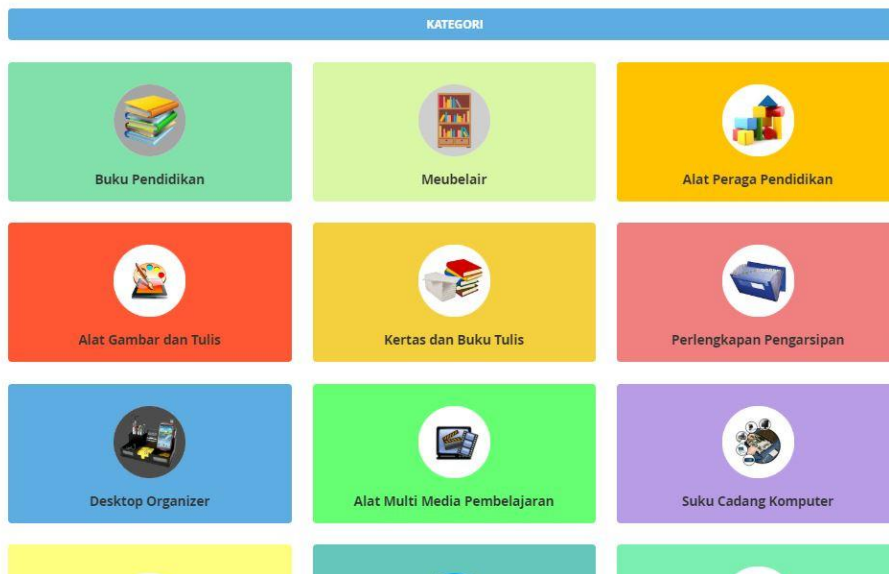 KATEGORI
Buku Pendidikan
Meubelair
Alat Peraga Pendidikan
Alat Gambar dan Tulis
Kertas dan Buku Tulis
Perlengkapan Pengarsipan
Desktop Organizer
Alat Multi Media Pembelajaran
Suku Cadang Komputer